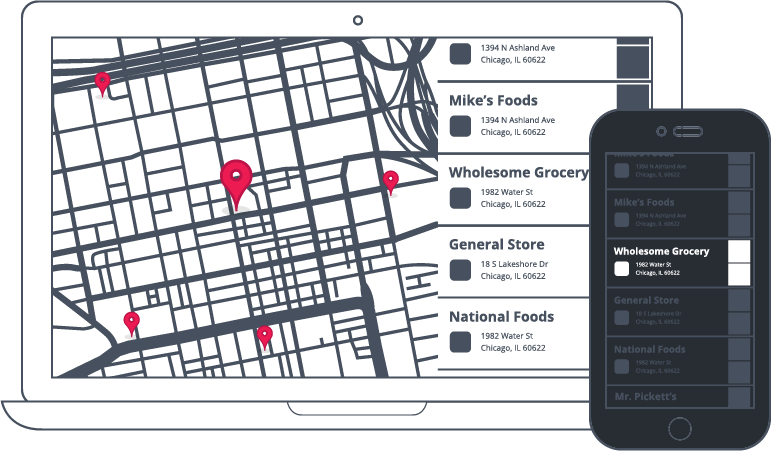 1394 N Ashland Ave
Chicago, IL 60622
Mike's Foods
1394 N Ashland Ave
Chicago, IL 60622
Wholesome Grocery
1982 Water St
Chicago, IL 60622
General Store
18 S Lakeshore Dr
Chicago, IL 60622
National Foods
1982 Water St
Chicago, IL 60622
Mike's Foods
1394 N Ashland Ave
Chicago, IL 60622
Mike's Foods
1394 N Ashland Ave
Chicago, IL 60622
Wholesome Grocery
1982 Water St
Chicago, IL 60622
General Store
18 S Lakeshore Dr
Chicago, IL 60622
National Foods
1982 Water St
Chicago, IL 60622
Mr. Pickett's